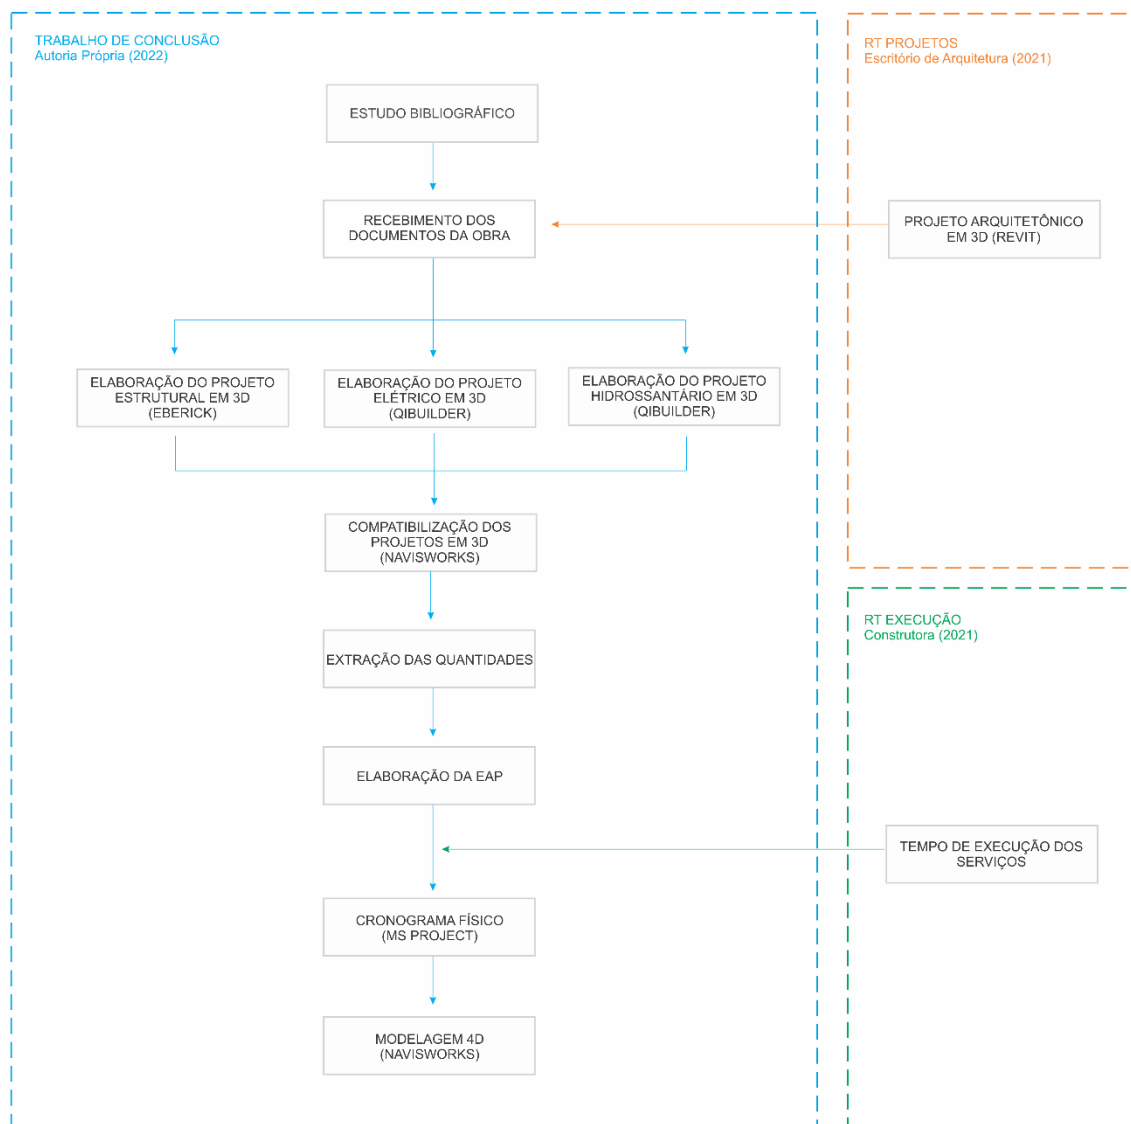 TRABALHO DE CONCLUSÃO
Autoria Própria (2022)
RT PROJETOS
Escritório de Arquitetura (2021)
ESTUDO BIBLIOGRÁFICO
RECEBIMENTO DOS
DOCUMENTOS DA OBRA
PROJETO ARQUITETÔNICO
EM 3D (REVIT)
ELABORAÇÃO DO PROJETO
ESTRUTURAL EM 3D
(EBERICK)
ELABORAÇÃO DO PROJETO
ELÉTRICO EM 3D
(QIBUILDER)
ELABORAÇÃO DO PROJETO
HIDROSSANTÁRIO EM 3D
(QIBUILDER)
COMPATIBILIZAÇÃO DOS
PROJETOS EM 3D
(NAVISWORKS)
RT EXECUÇÃO
Construtora (2021)
EXTRAÇÃO DAS QUANTIDADES
ELABORAÇÃO DA EAP
TEMPO DE EXECUÇÃO DOS
SERVIÇOS
CRONOGRAMA FÍSICO
(MS PROJECT)
MODELAGEM 4D
(NAVISWORKS)